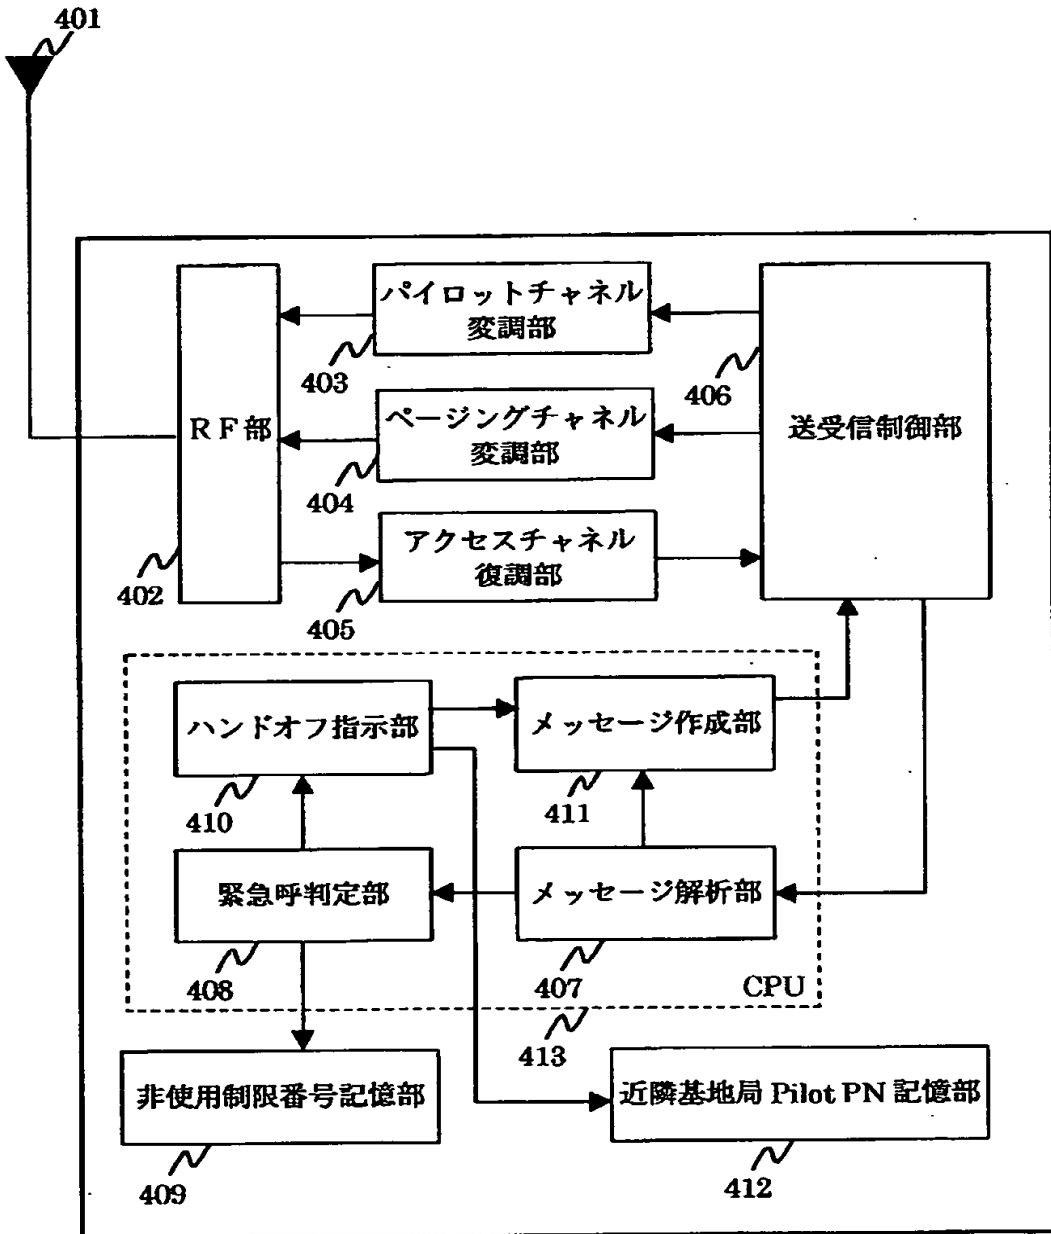 401
パイロットチャネル
変調部
403
406
RF部
ページングチャネル
変調部
404
送受信制御部
アクセスチャネル
復調部
402
405
ハンドオフ指示部
メッセージ作成部
410
411
緊急呼判定部
メッセージ解析部
408
407
CPU
413
非使用制限番号記憶部
近隣基地局 Pilot PN 記憶部
409
412